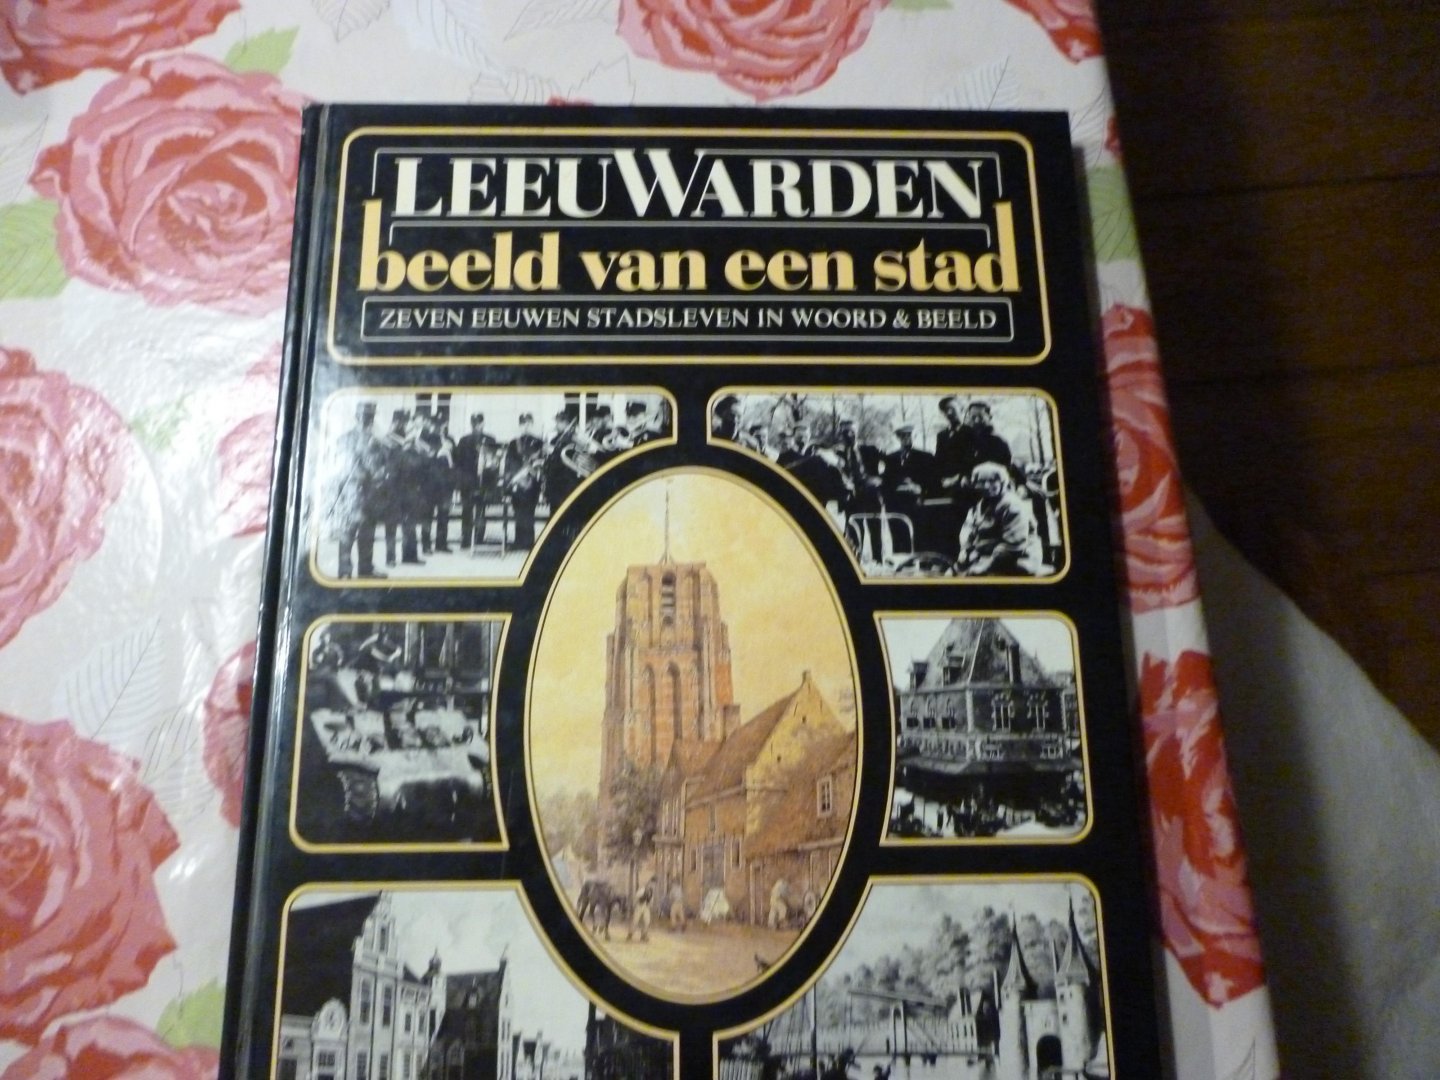 LEEUWARDEN
beeld van een stad
ZEVEN EEUWEN STADSLEVEN IN WOORD & BEELD